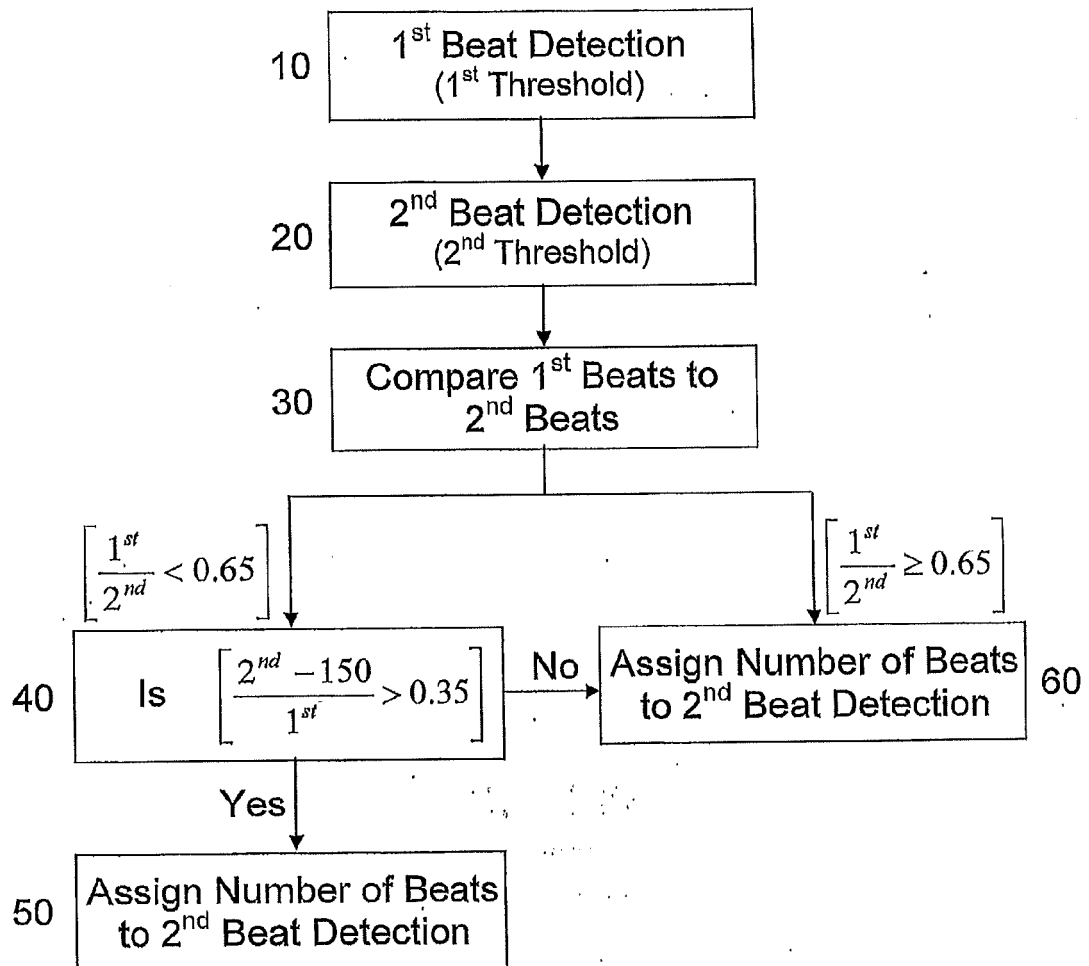 10
1st Beat Detection
(1st Threshold)
20
2nd Beat Detection
(2nd Threshold)
30
Compare 1st Beats to
2nd Beats
[1st / 2nd < 0.65]
[1st / 2nd ≥ 0.65]
40
Is [2nd − 150 / 1st > 0.35]
No
Assign Number of Beats
to 2nd Beat Detection
60
Yes
50
Assign Number of Beats
to 2nd Beat Detection